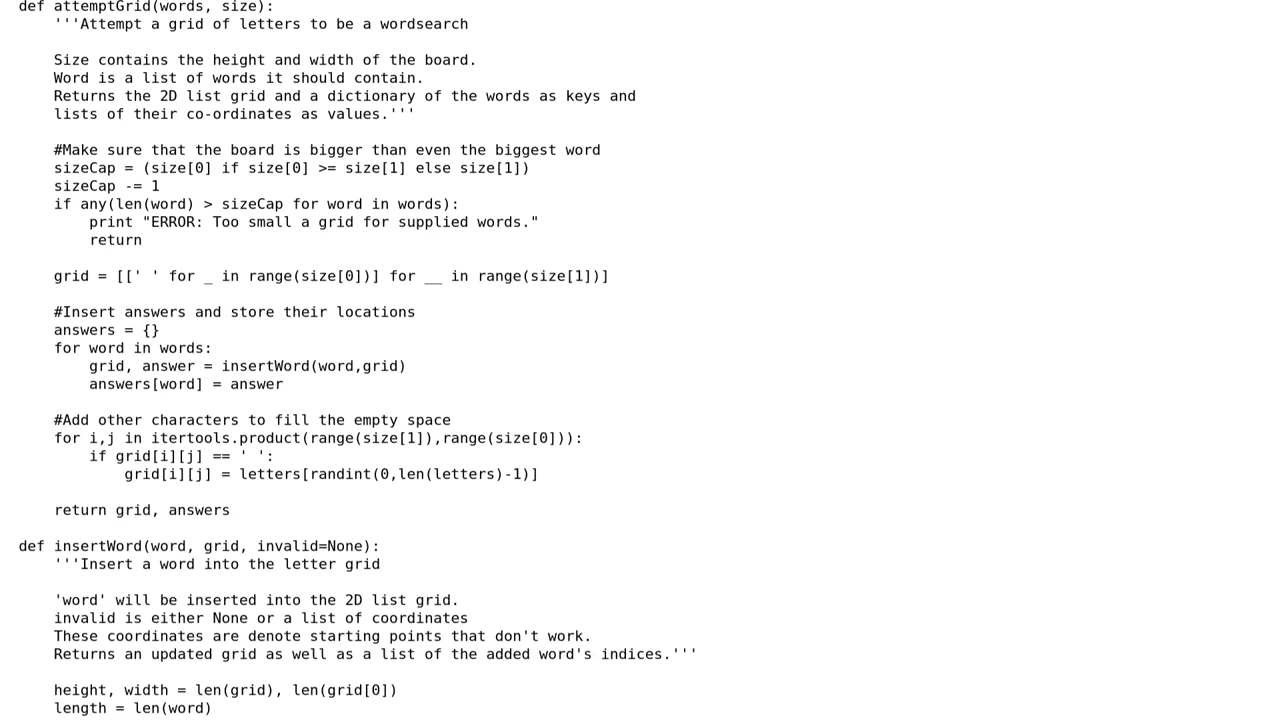 def attemptGrid(words, size):
    '''Attempt a grid of letters to be a wordsearch

    Size contains the height and width of the board.
    Word is a list of words it should contain.
    Returns the 2D list grid and a dictionary of the words as keys and
    lists of their co-ordinates as values.'''

    #Make sure that the board is bigger than even the biggest word
    sizeCap = (size[0] if size[0] >= size[1] else size[1])
    sizeCap -= 1
    if any(len(word) > sizeCap for word in words):
        print "ERROR: Too small a grid for supplied words."
        return

    grid = [[' ' for _ in range(size[0])] for __ in range(size[1])]

    #Insert answers and store their locations
    answers = {}
    for word in words:
        grid, answer = insertWord(word,grid)
        answers[word] = answer

    #Add other characters to fill the empty space
    for i,j in itertools.product(range(size[1]),range(size[0])):
        if grid[i][j] == ' ':
            grid[i][j] = letters[randint(0,len(letters)-1)]

    return grid, answers

def insertWord(word, grid, invalid=None):
    '''Insert a word into the letter grid

    'word' will be inserted into the 2D list grid.
    invalid is either None or a list of coordinates
    These coordinates are denote starting points that don't work.
    Returns an updated grid as well as a list of the added word's indices.'''

    height, width = len(grid), len(grid[0])
    length = len(word)